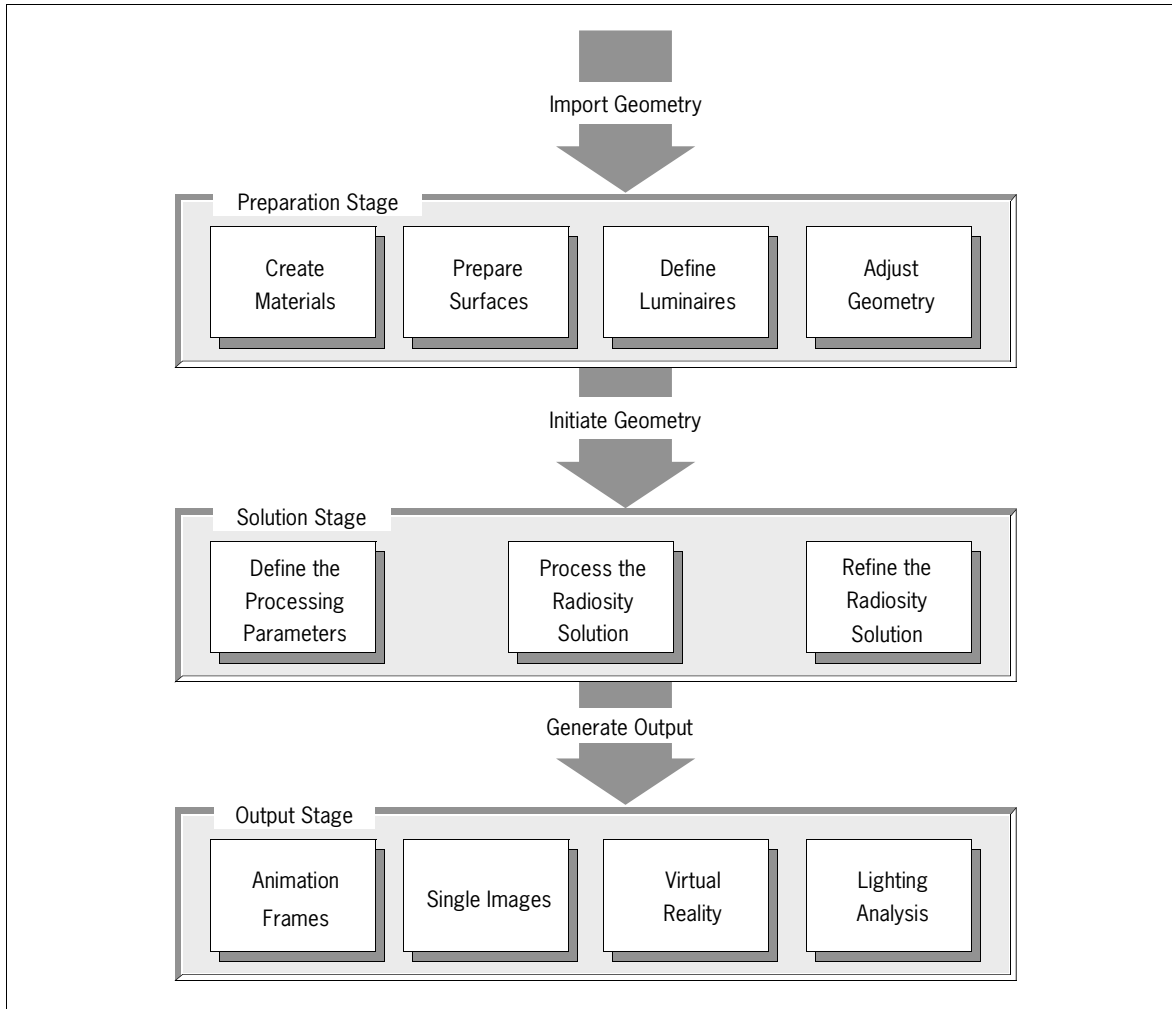 Import Geometry
Preparation Stage
Create
Materials
Prepare
Surfaces
Define
Luminaires
Adjust
Geometry
Initiate Geometry
Solution Stage
Define the
Processing
Parameters
Process the
Radiosity
Solution
Refine the
Radiosity
Solution
Generate Output
Output Stage
Animation
Frames
Single Images
Virtual
Reality
Lighting
Analysis